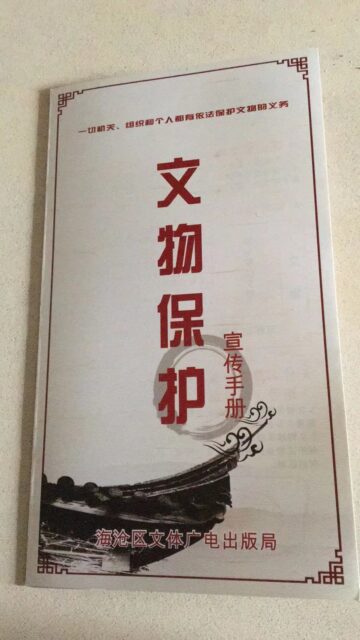 一切机关、组织和个人都有依法保护文物的义务
文物保护
宣传手册
海沧区文体广电出版局